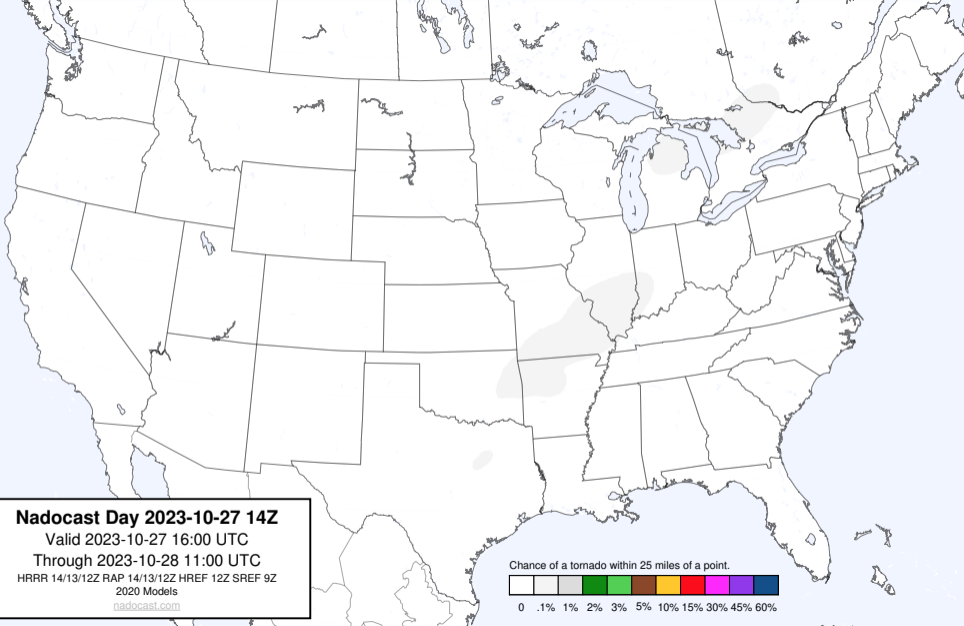 Nadocast Day 2023-10-27 14Z
Valid 2023-10-27 16:00 UTC
Through 2023-10-28 11:00 UTC
HRRR 14/13/12Z RAP 14/13/12Z HREF 12Z SREF 9Z
2020 Models
nadocast.com
Chance of a tornado within 25 miles of a point.
0 .1% 1% 2% 3% 5% 10% 15% 30% 45% 60%